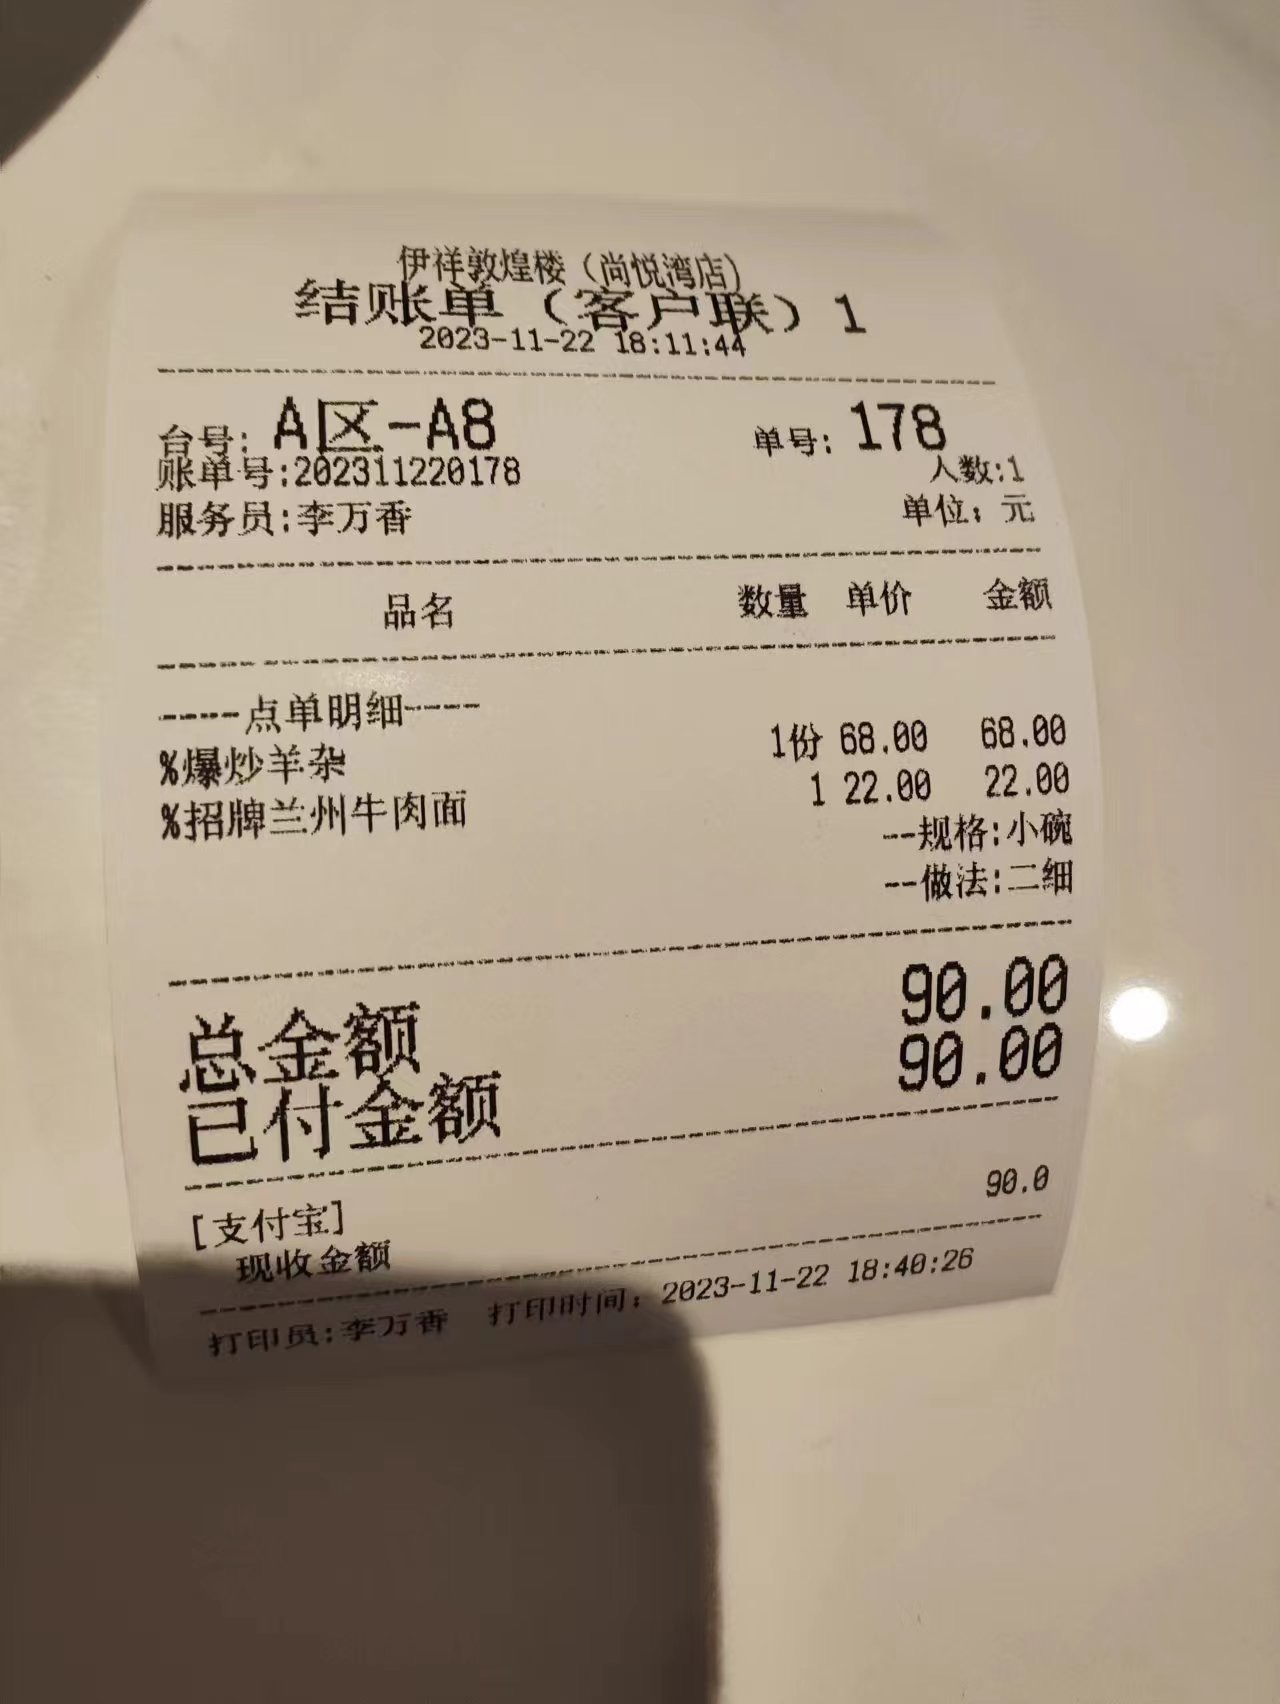 伊祥敦煌楼（尚悦湾店）
结账单（客户联）1
2023-11-22 18:11:44
台号: A区-A8 单号: 178
账单号:202311220178 人数:1
服务员:李万香 单位: 元
品名 数量 单价 金额
-----点单明细----
%爆炒羊杂 1份 68.00 68.00
%招牌兰州牛肉面 1 22.00 22.00
--规格:小碗
--做法:二细
总金额 90.00
已付金额 90.00
[支付宝] 90.0
现收金额
打印员:李万香 打印时间: 2023-11-22 18:40:26